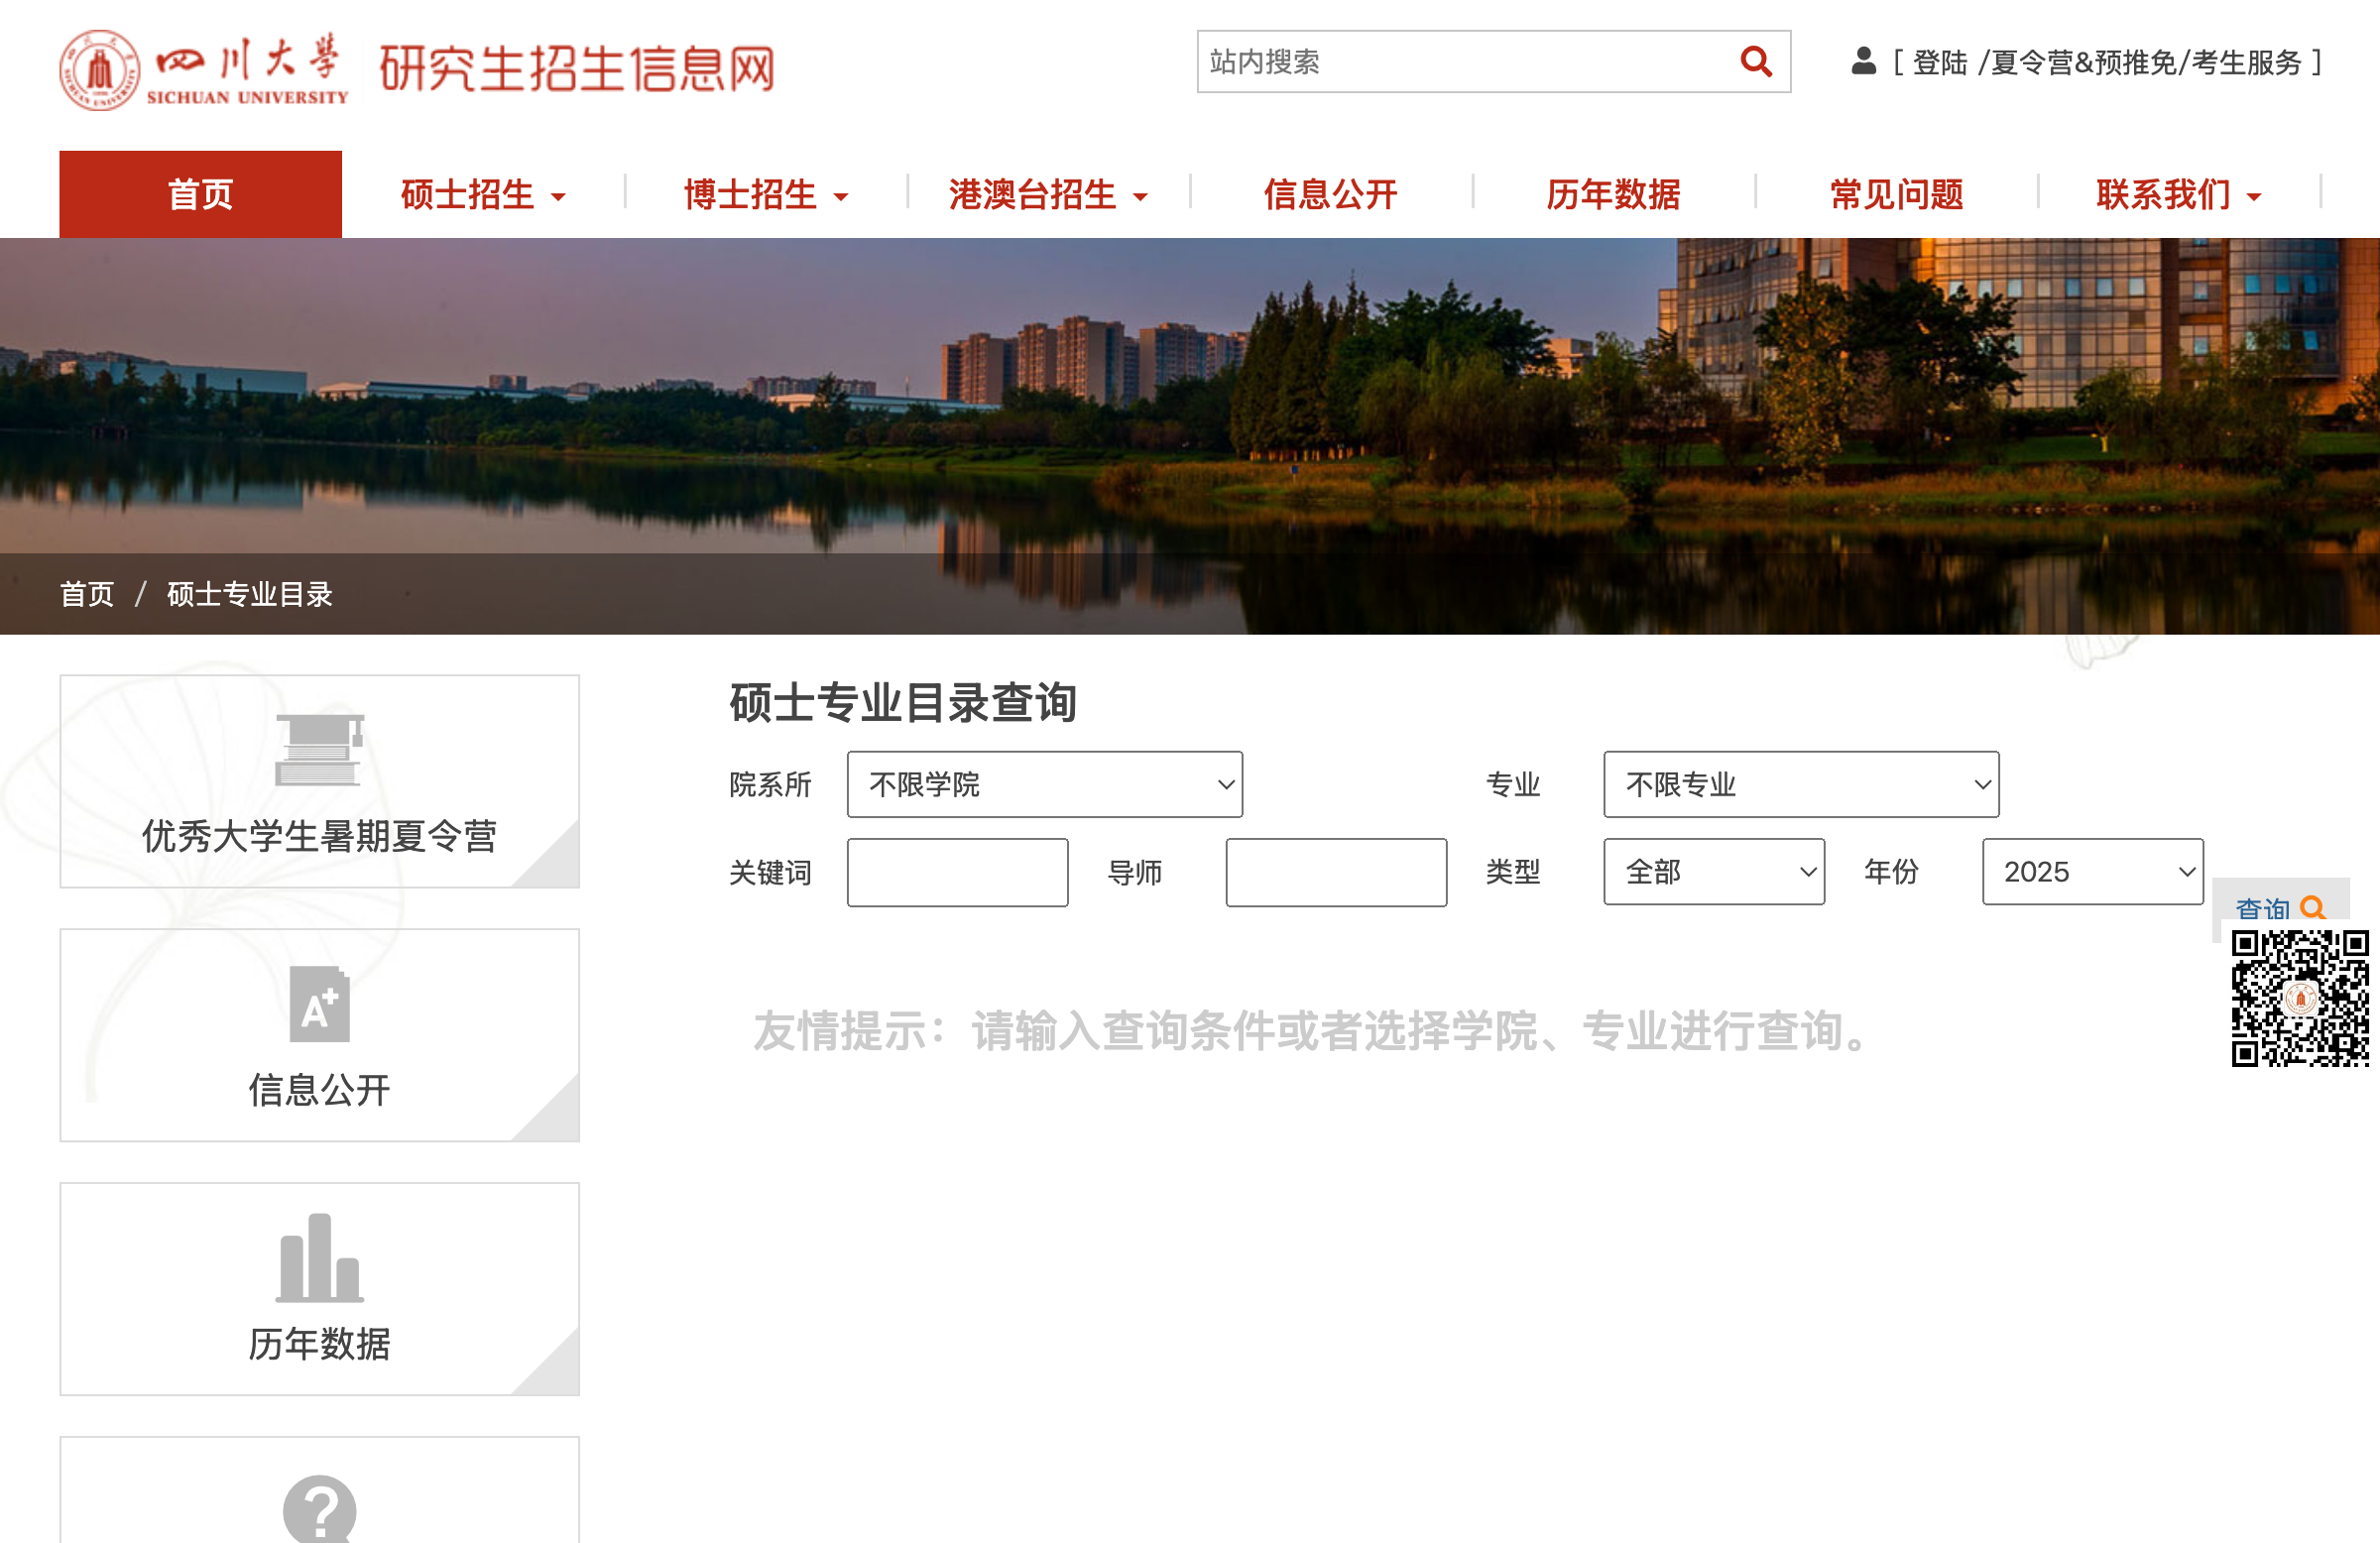 四川大学
SICHUAN UNIVERSITY
研究生招生信息网
站内搜索
[ 登陆 /夏令营&预推免/考生服务 ]
首页
硕士招生
博士招生
港澳台招生
信息公开
历年数据
常见问题
联系我们
首页 / 硕士专业目录
优秀大学生暑期夏令营
信息公开
历年数据
硕士专业目录查询
院系所 不限学院 专业 不限专业
关键词 导师 类型 全部 年份 2025
查询
友情提示：请输入查询条件或者选择学院、专业进行查询。